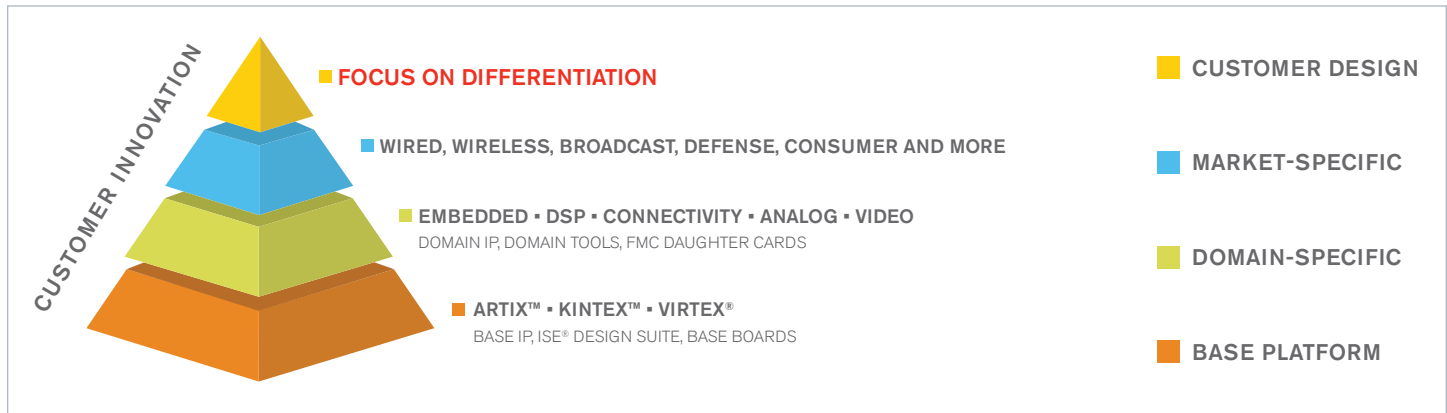 CUSTOMER INNOVATION
FOCUS ON DIFFERENTIATION
WIRED, WIRELESS, BROADCAST, DEFENSE, CONSUMER AND MORE
EMBEDDED ▪ DSP ▪ CONNECTIVITY ▪ ANALOG ▪ VIDEO
DOMAIN IP, DOMAIN TOOLS, FMC DAUGHTER CARDS
ARTIX™ ▪ KINTEX™ ▪ VIRTEX®
BASE IP, ISE® DESIGN SUITE, BASE BOARDS
CUSTOMER DESIGN
MARKET-SPECIFIC
DOMAIN-SPECIFIC
BASE PLATFORM